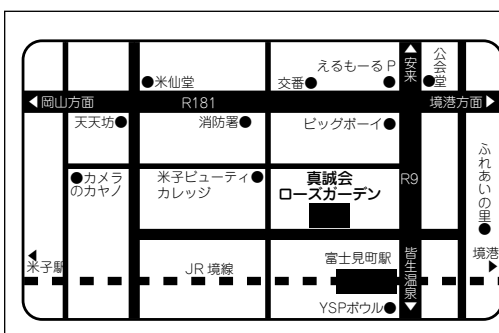 えるもーるP
安来
公会堂
米仙堂
交番
岡山方面
R181
境港方面
天天坊
消防署
ビッグボーイ
ふれあいの里
カメラ
のカヤノ
米子ビューティ
カレッジ
真誠会
ローズガーデン
R9
米子駅
JR境線
富士見町駅
皆生温泉
境港
YSPボウル